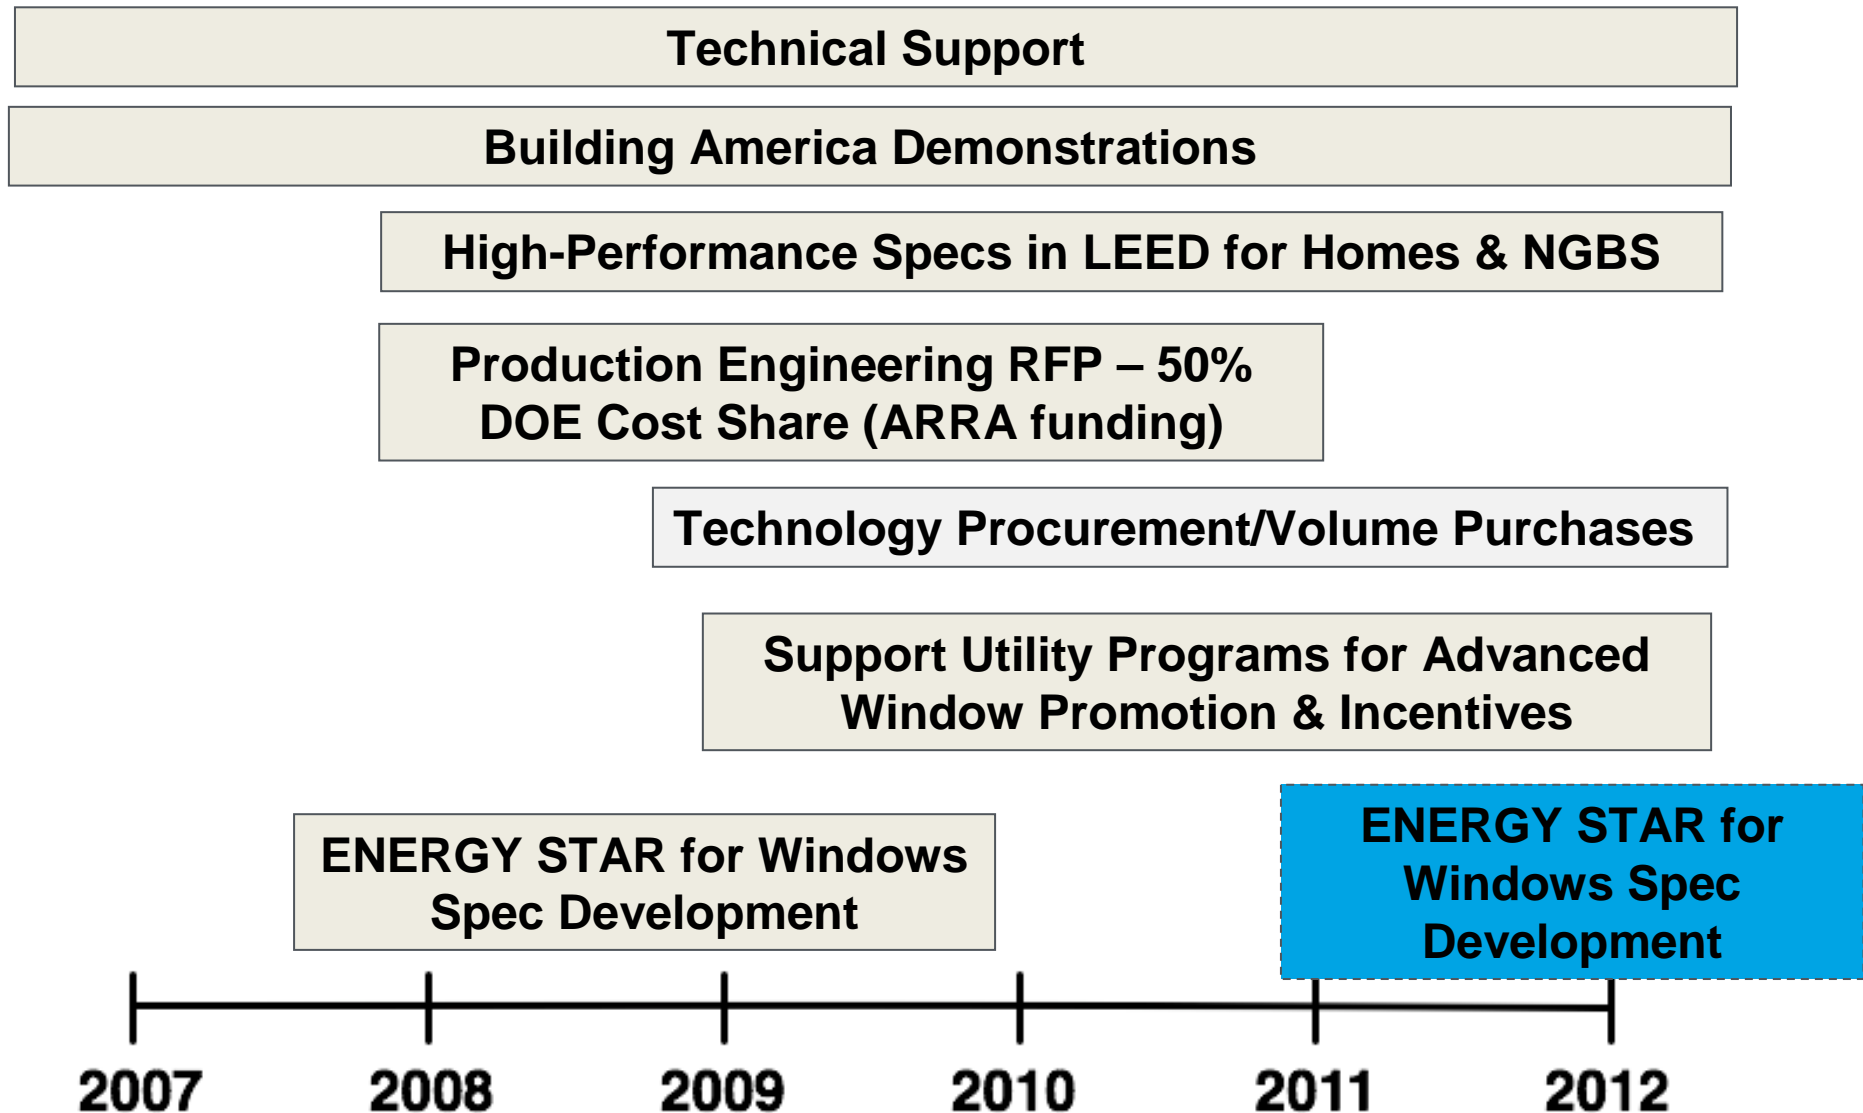 Technical Support
Building America Demonstrations
High-Performance Specs in LEED for Homes & NGBS
Production Engineering RFP – 50%
DOE Cost Share (ARRA funding)
Technology Procurement/Volume Purchases
Support Utility Programs for Advanced
Window Promotion & Incentives
ENERGY STAR for Windows
Spec Development
ENERGY STAR for
Windows Spec
Development
2007 2008 2009 2010 2011 2012